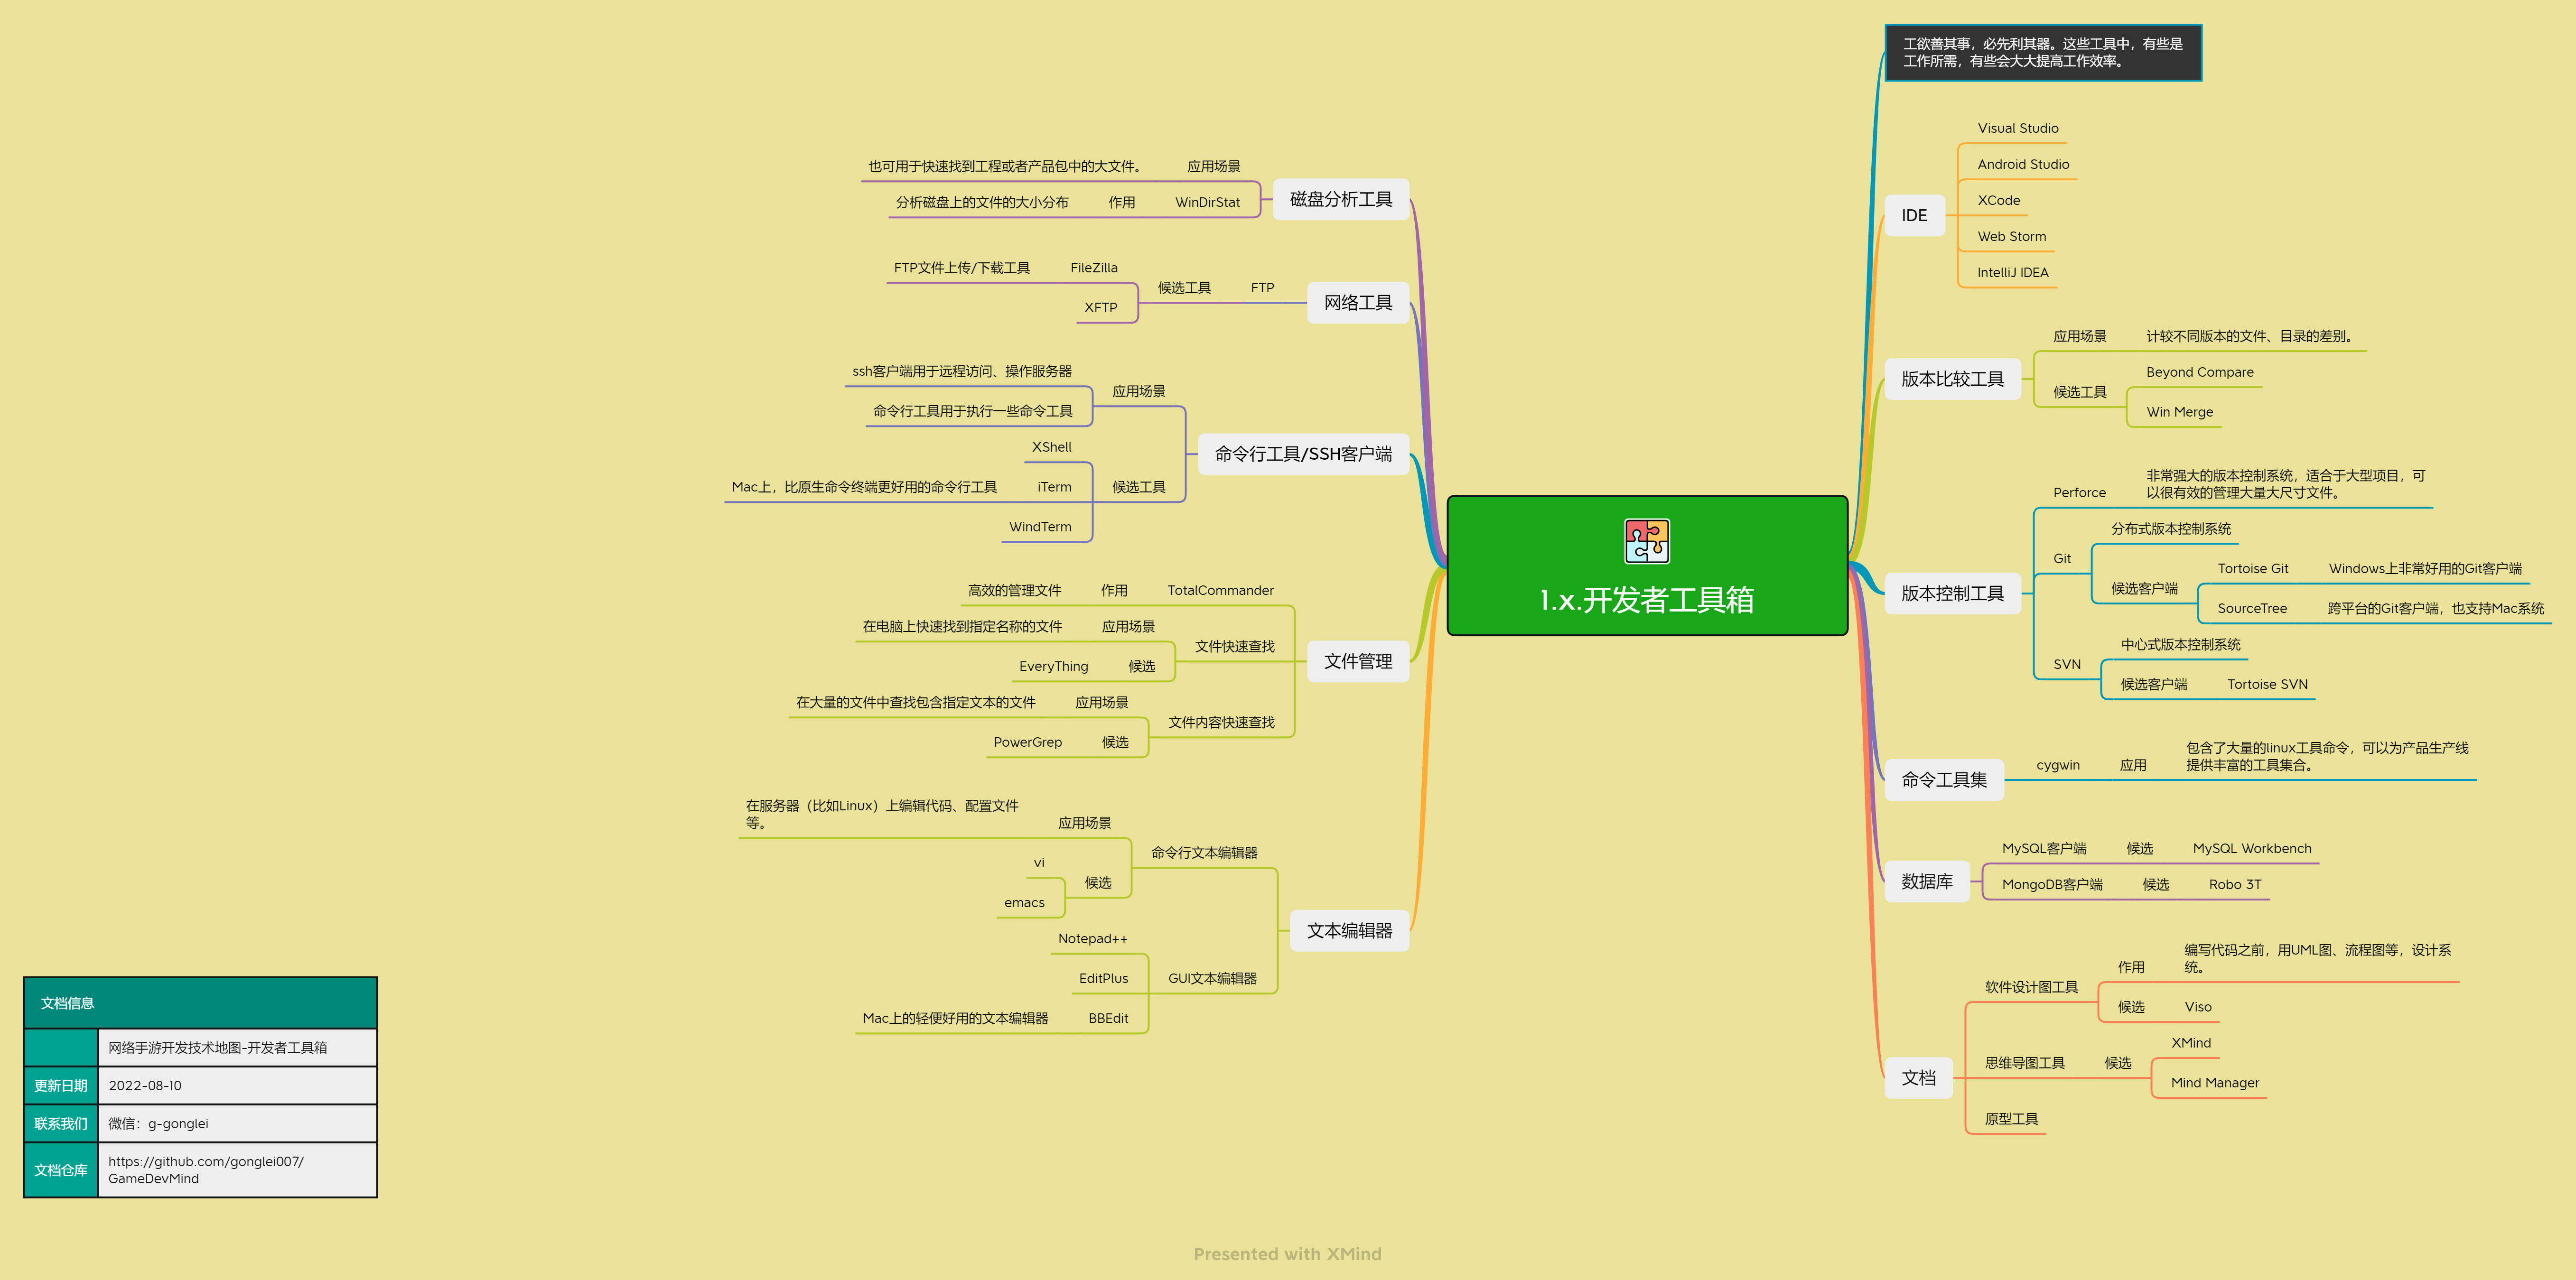 工欲善其事，必先利其器。这些工具中，有些是
工作所需，有些会大大提高工作效率。
1.x.开发者工具箱
IDE
Visual Studio
Android Studio
XCode
Web Storm
IntelliJ IDEA
版本比较工具
应用场景
计较不同版本的文件、目录的差别。
候选工具
Beyond Compare
Win Merge
版本控制工具
Perforce
非常强大的版本控制系统，适合于大型项目，可
以很有效的管理大量大尺寸文件。
Git
分布式版本控制系统
候选客户端
Tortoise Git
Windows上非常好用的Git客户端
SourceTree
跨平台的Git客户端，也支持Mac系统
SVN
中心式版本控制系统
候选客户端
Tortoise SVN
命令工具集
cygwin
应用
包含了大量的linux工具命令，可以为产品生产线
提供丰富的工具集合。
数据库
MySQL客户端
候选
MySQL Workbench
MongoDB客户端
候选
Robo 3T
文档
软件设计图工具
作用
编写代码之前，用UML图、流程图等，设计系
统。
候选
Viso
思维导图工具
候选
XMind
Mind Manager
原型工具
磁盘分析工具
应用场景
也可用于快速找到工程或者产品包中的大文件。
WinDirStat
作用
分析磁盘上的文件的大小分布
网络工具
FTP
候选工具
FileZilla
FTP文件上传/下载工具
XFTP
命令行工具/SSH客户端
应用场景
ssh客户端用于远程访问、操作服务器
命令行工具用于执行一些命令工具
候选工具
XShell
iTerm
Mac上，比原生命令终端更好用的命令行工具
WindTerm
文件管理
TotalCommander
作用
高效的管理文件
文件快速查找
应用场景
在电脑上快速找到指定名称的文件
候选
EveryThing
文件内容快速查找
应用场景
在大量的文件中查找包含指定文本的文件
候选
PowerGrep
文本编辑器
命令行文本编辑器
应用场景
在服务器（比如Linux）上编辑代码、配置文件
等。
候选
vi
emacs
GUI文本编辑器
Notepad++
EditPlus
BBEdit
Mac上的轻便好用的文本编辑器
文档信息
网络手游开发技术地图-开发者工具箱
更新日期
2022-08-10
联系我们
微信：g-gonglei
文档仓库
https://github.com/gonglei007/
GameDevMind
Presented with XMind